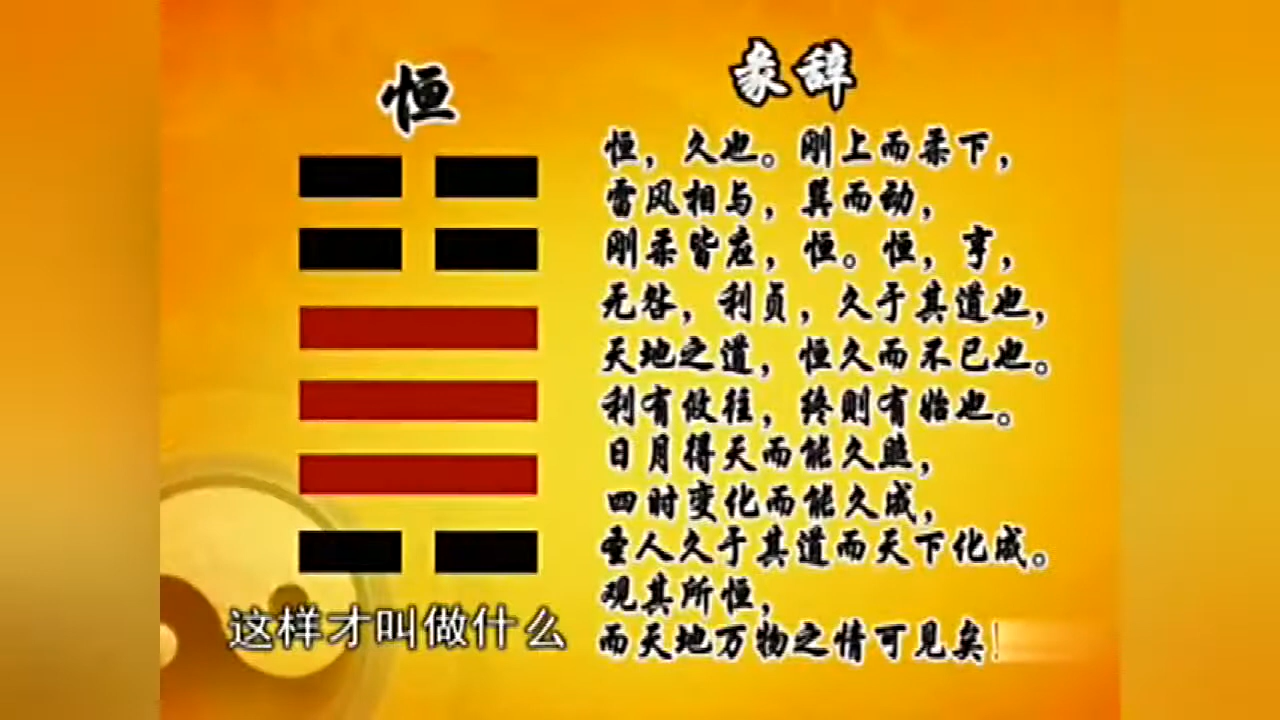 恒
彖辞
恒，久也。刚上而柔下，
雷风相与，巽而动，
刚柔皆应，恒。恒，亨，
无咎，利贞，久于其道也，
天地之道，恒久而不已也。
利有攸往，终则有始也。
日月得天而能久照，
四时变化而能久成，
圣人久于其道而天下化成。
观其所恒，
而天地万物之情可见矣！
这样才叫做什么